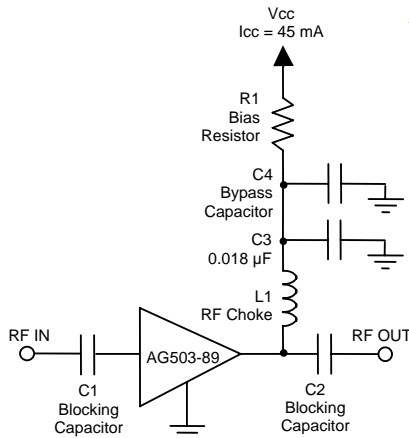 Vcc
Icc = 45 mA
R1
Bias
Resistor
C4
Bypass
Capacitor
C3
0.018 µF
L1
RF Choke
RF IN
AG503-89
RF OUT
C1
Blocking
Capacitor
C2
Blocking
Capacitor